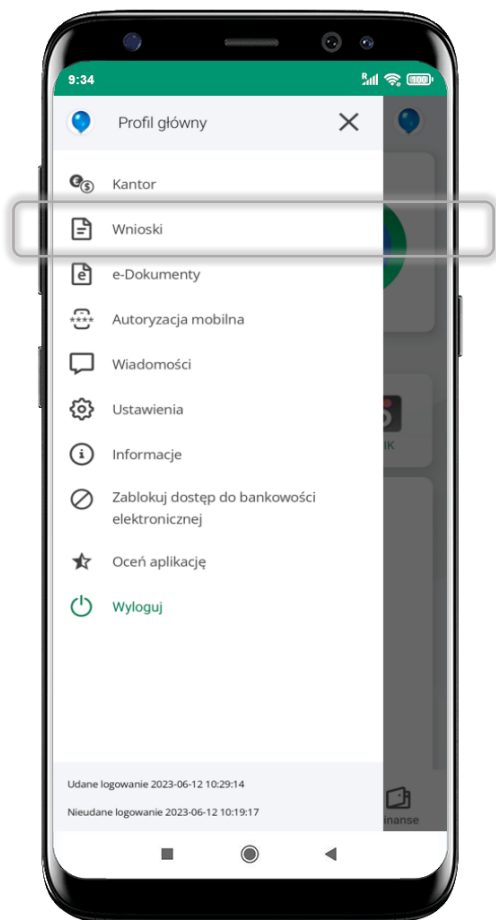 9:34
Profil główny
Kantor
Wnioski
e-Dokumenty
Autoryzacja mobilna
Wiadomości
Ustawienia
Informacje
Zablokuj dostęp do bankowości
elektronicznej
Oceń aplikację
Wyloguj
Udane logowanie 2023-06-12 10:29:14
Nieudane logowanie 2023-06-12 10:19:17